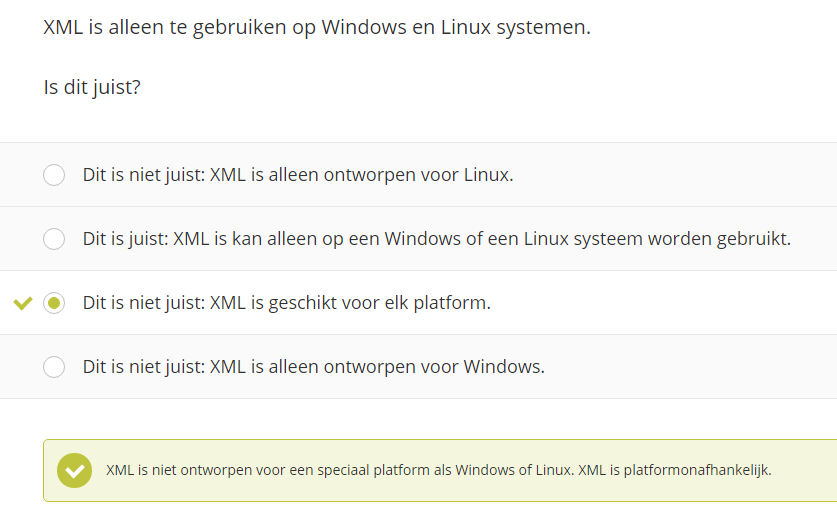 XML is alleen te gebruiken op Windows en Linux systemen.
Is dit juist?
Dit is niet juist: XML is alleen ontworpen voor Linux.
Dit is juist: XML is kan alleen op een Windows of een Linux systeem worden gebruikt.
Dit is niet juist: XML is geschikt voor elk platform.
Dit is niet juist: XML is alleen ontworpen voor Windows.
XML is niet ontworpen voor een speciaal platform als Windows of Linux. XML is platformonafhankelijk.